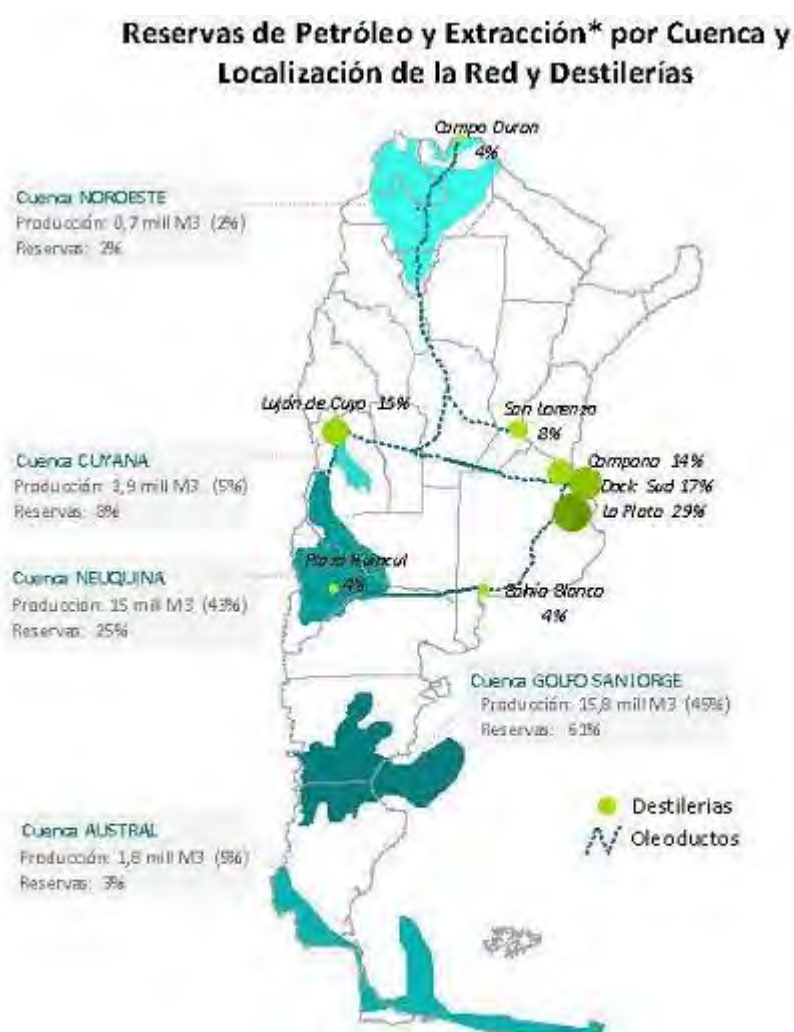 Reservas de Petróleo y Extracción* por Cuenca y
Localización de la Red y Destilerías
Campo Duran
4%
Cuenca NOROESTE
Producción: 0,7 mill M3 (2%)
Reservas: 2%
Luján de Cuyo 15%
San Lorenzo
8%
Cuenca CUYANA
Producción: 1,9 mill M3 (5%)
Reservas: 8%
Campana 14%
Dock Sud 17%
La Plata 29%
Cuenca NEUQUINA
Producción: 15 mill M3 (43%)
Reservas: 25%
Plaza Huincul
4%
Bahía Blanca
4%
Cuenca GOLFO SAN JORGE
Producción: 15,8 mill M3 (45%)
Reservas: 61%
Destilerias
Oleoductos
Cuenca AUSTRAL
Producción: 1,8 mill M3 (5%)
Reservas: 3%